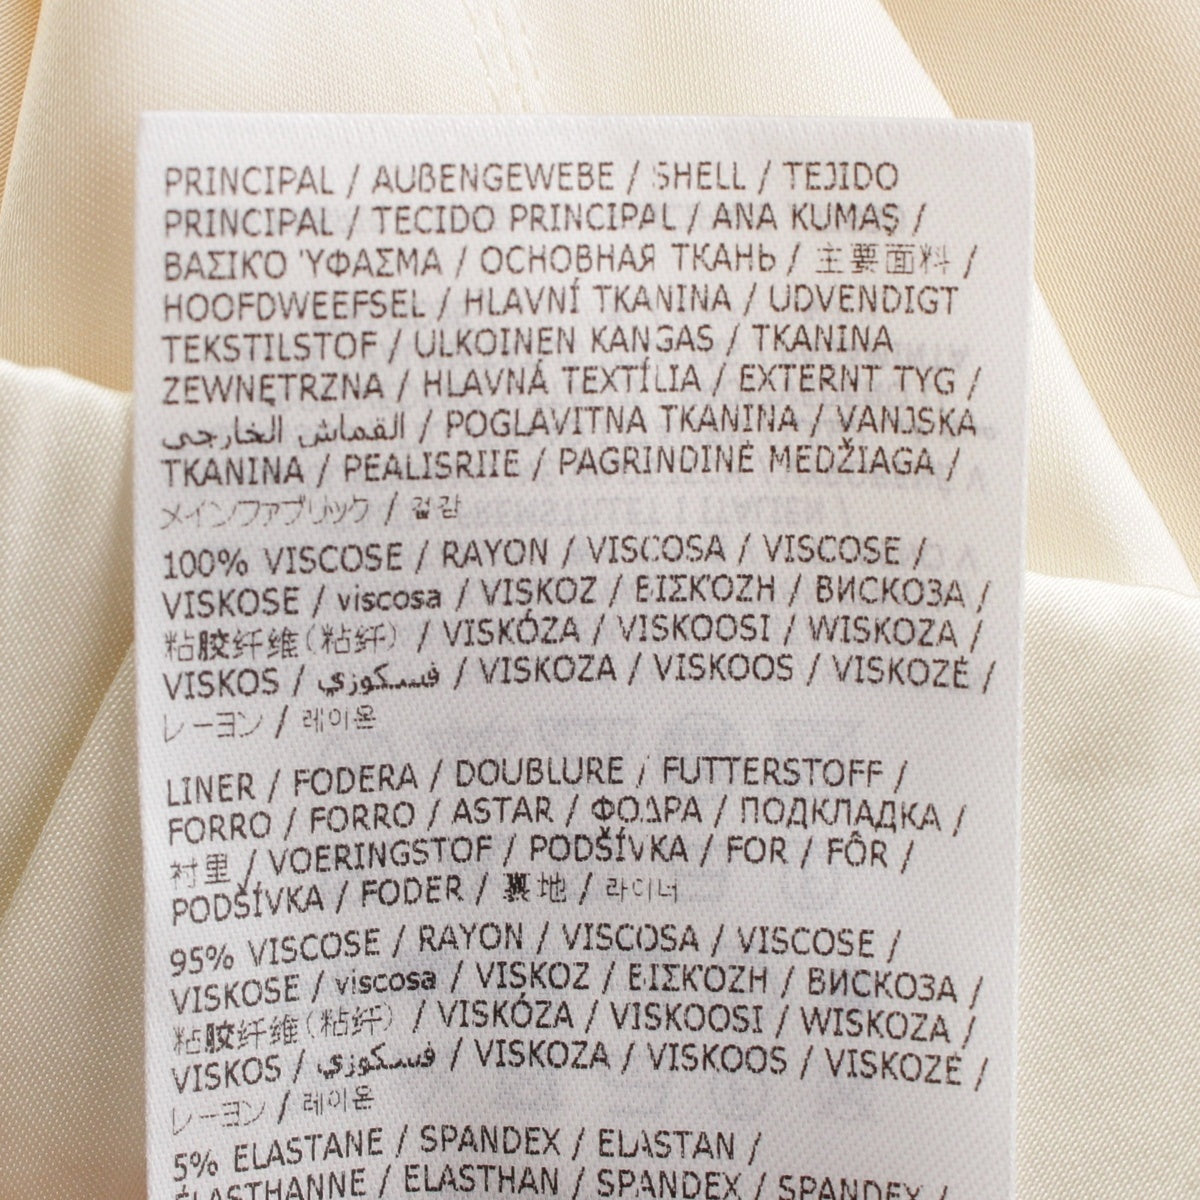 PRINCIPAL / AUßENGEWEBE / SHELL / TEJIDO
PRINCIPAL / TECIDO PRINCIPAL / ANA KUMAŞ /
ΒΑΣΙΚΌ ΎΦΑΣΜΑ / ОСНОВНАЯ ТКАНЬ / 主要面料 /
HOOFDWEEFSEL / HLAVNÍ TKANINA / UDVENDIGT
TEKSTILSTOF / ULKOINEN KANGAS / TKANINA
ZEWNĘTRZNA / HLAVNÁ TEXTÍLIA / EXTERNT TYG /
القماش الخارجي / POGLAVITNA TKANINA / VANJSKA
TKANINA / PEALISRIIE / PAGRINDINĖ MEDŽIAGA /
メインファブリック / 겉감
100% VISCOSE / RAYON / VISCOSA / VISCOSE /
VISKOSE / viscosa / VISKOZ / ΒΙΣΚΌΖΗ / ВИСКОЗА /
粘胶纤维(粘纤) / VISKÓZA / VISKOOSI / WISKOZA /
VISKOS / فسكوزي / VISKOZA / VISKOOS / VISKOZĖ /
レーヨン / 레이온
LINER / FODERA / DOUBLURE / FUTTERSTOFF /
FORRO / FORRO / ASTAR / ΦΟΔΡΑ / ПОДКЛАДКА /
衬里 / VOERINGSTOF / PODŠÍVKA / FOR / FÔR /
PODŠÍVKA / FODER / 裏地 / 라이너
95% VISCOSE / RAYON / VISCOSA / VISCOSE /
VISKOSE / viscosa / VISKOZ / ΒΙΣΚΌΖΗ / ВИСКОЗА /
粘胶纤维(粘纤) / VISKÓZA / VISKOOSI / WISKOZA /
VISKOS / فسكوزي / VISKOZA / VISKOOS / VISKOZĖ /
レーヨン / 레이온
5% ELASTANE / SPANDEX / ELASTAN /
ÉLASTHANNE / ELASTHAN / SPANDEX / SPANDEX /